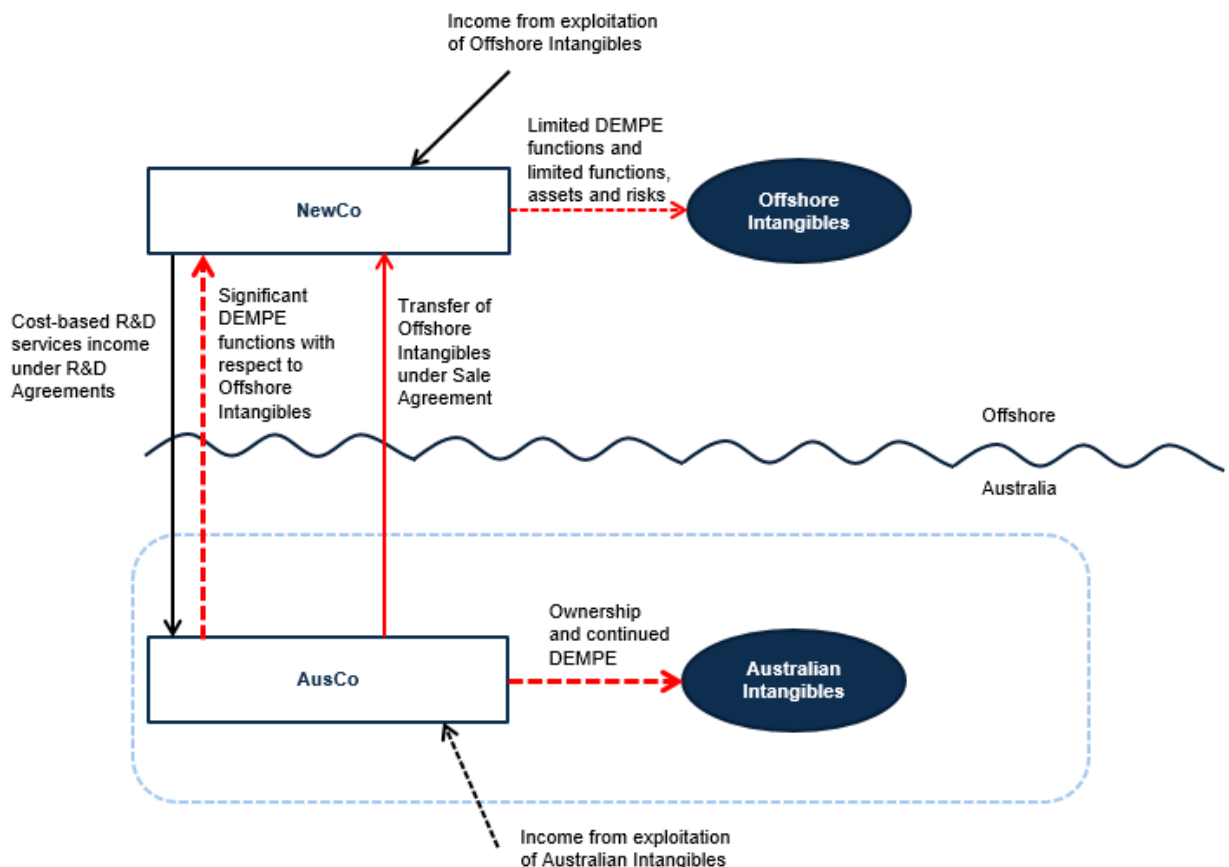 Income from exploitation
of Offshore Intangibles
Limited DEMPE
functions and
limited functions,
assets and risks
NewCo
Offshore
Intangibles
Cost-based R&D
services income
under R&D
Agreements
Significant
DEMPE
functions with
respect to
Offshore
Intangibles
Transfer of
Offshore
Intangibles
under Sale
Agreement
Offshore
Australia
Ownership
and continued
DEMPE
AusCo
Australian
Intangibles
Income from exploitation
of Australian Intangibles